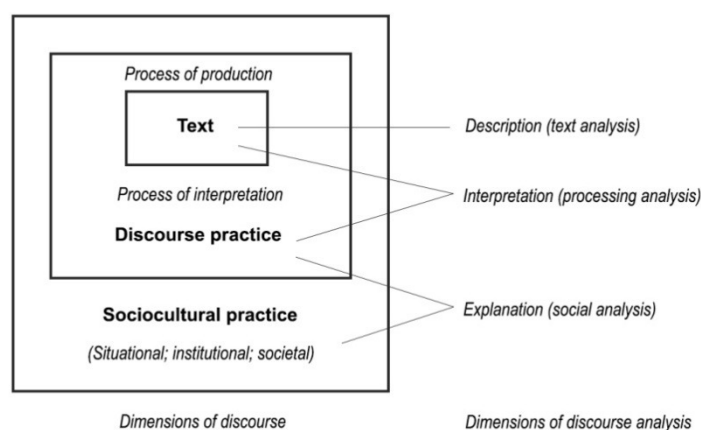 Process of production
Text
Description (text analysis)
Process of interpretation
Interpretation (processing analysis)
Discourse practice
Sociocultural practice
Explanation (social analysis)
(Situational; institutional; societal)
Dimensions of discourse
Dimensions of discourse analysis